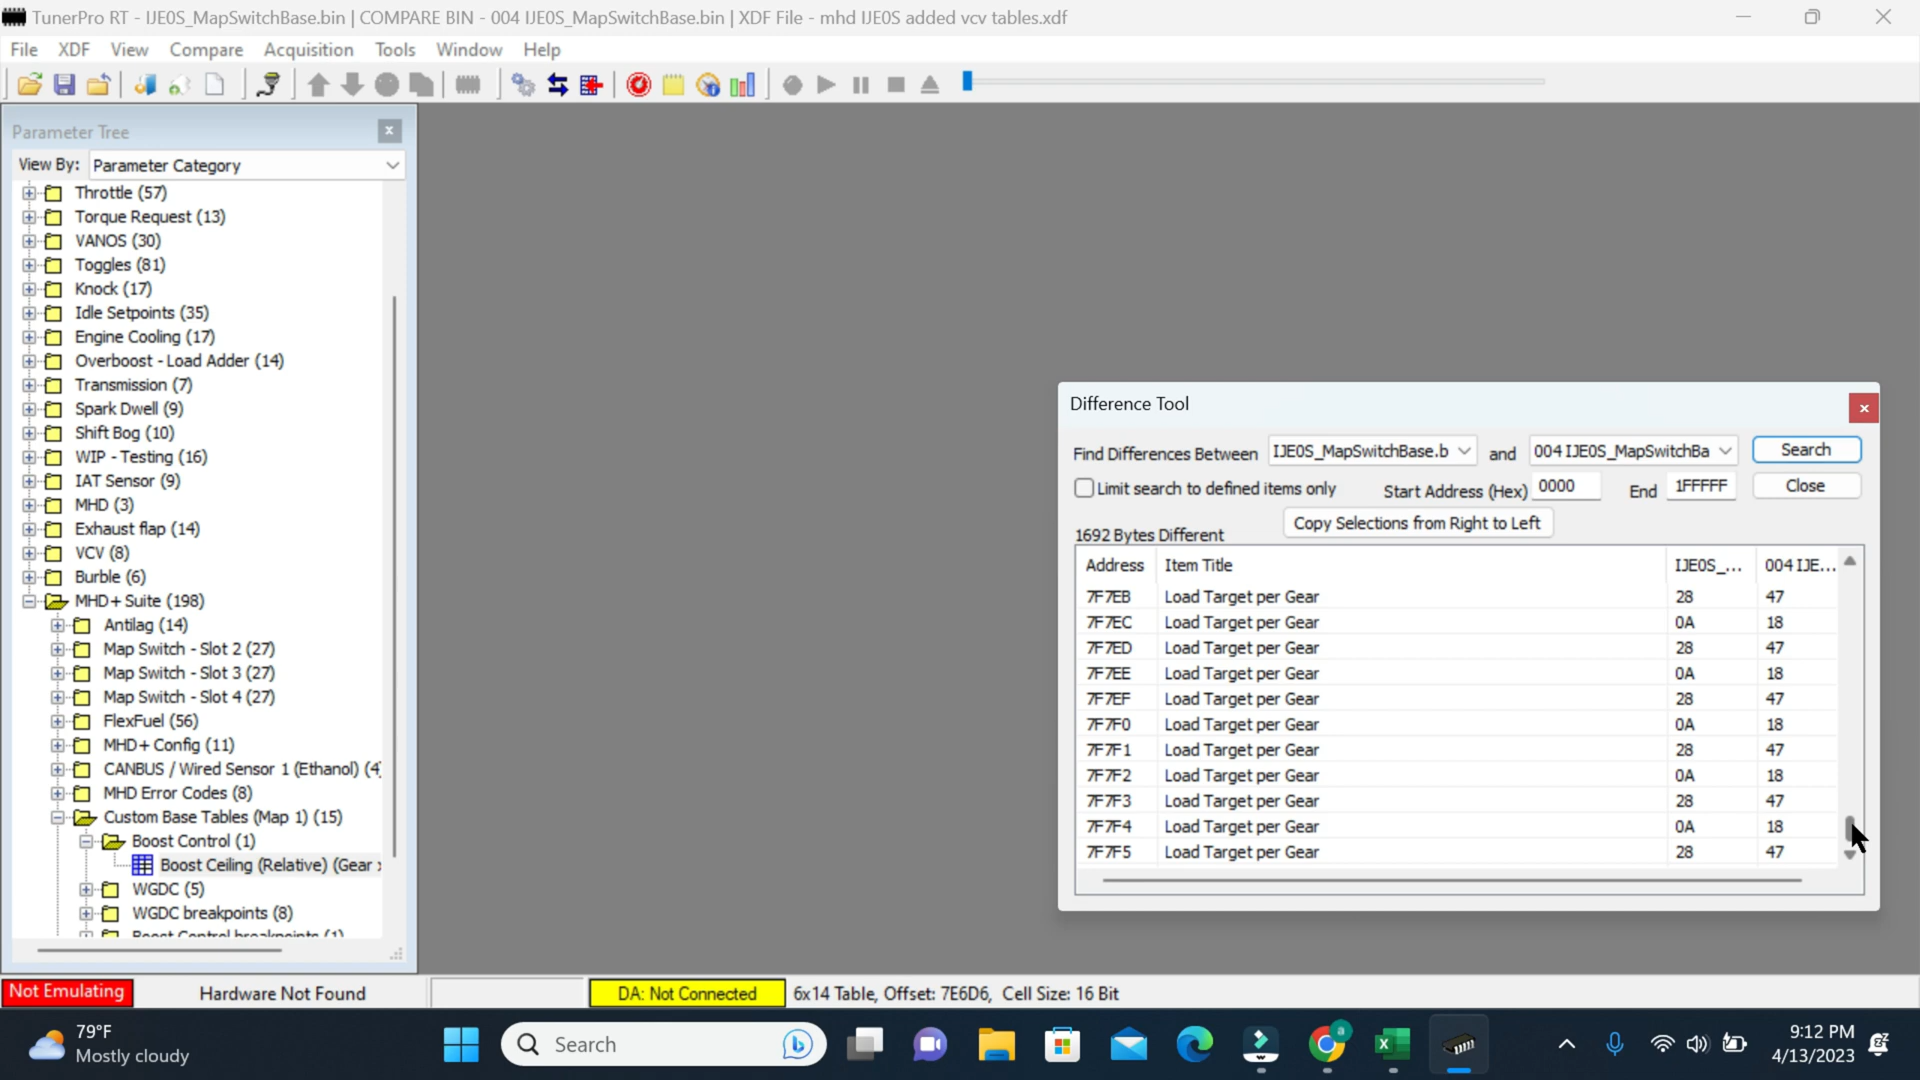 TunerPro RT - IJE0S_MapSwitchBase.bin | COMPARE BIN - 004 IJE0S_MapSwitchBase.bin | XDF File - mhd IJE0S added vcv tables.xdf
File XDF View Compare Acquisition Tools Window Help
Parameter Tree
View By: Parameter Category
Throttle (57)
Torque Request (13)
VANOS (30)
Toggles (81)
Knock (17)
Idle Setpoints (35)
Engine Cooling (17)
Overboost - Load Adder (14)
Transmission (7)
Spark Dwell (9)
Shift Bog (10)
WIP - Testing (16)
IAT Sensor (9)
MHD (3)
Exhaust flap (14)
VCV (8)
Burble (6)
MHD+ Suite (198)
Antilag (14)
Map Switch - Slot 2 (27)
Map Switch - Slot 3 (27)
Map Switch - Slot 4 (27)
FlexFuel (56)
MHD+ Config (11)
CANBUS / Wired Sensor 1 (Ethanol) (4
MHD Error Codes (8)
Custom Base Tables (Map 1) (15)
Boost Control (1)
Boost Ceiling (Relative) (Gear x
WGDC (5)
WGDC breakpoints (8)
Boost Control breakpoints (1)
Difference Tool
Find Differences Between IJE0S_MapSwitchBase.b and 004 IJE0S_MapSwitchBa Search
Limit search to defined items only Start Address (Hex) 0000 End 1FFFFF Close
1692 Bytes Different Copy Selections from Right to Left
Address Item Title IJE0S_... 004 IJE...
7F7EB Load Target per Gear 28 47
7F7EC Load Target per Gear 0A 18
7F7ED Load Target per Gear 28 47
7F7EE Load Target per Gear 0A 18
7F7EF Load Target per Gear 28 47
7F7F0 Load Target per Gear 0A 18
7F7F1 Load Target per Gear 28 47
7F7F2 Load Target per Gear 0A 18
7F7F3 Load Target per Gear 28 47
7F7F4 Load Target per Gear 0A 18
7F7F5 Load Target per Gear 28 47
Not Emulating Hardware Not Found DA: Not Connected 6x14 Table, Offset: 7E6D6, Cell Size: 16 Bit
79°F
Mostly cloudy
Search
9:12 PM
4/13/2023